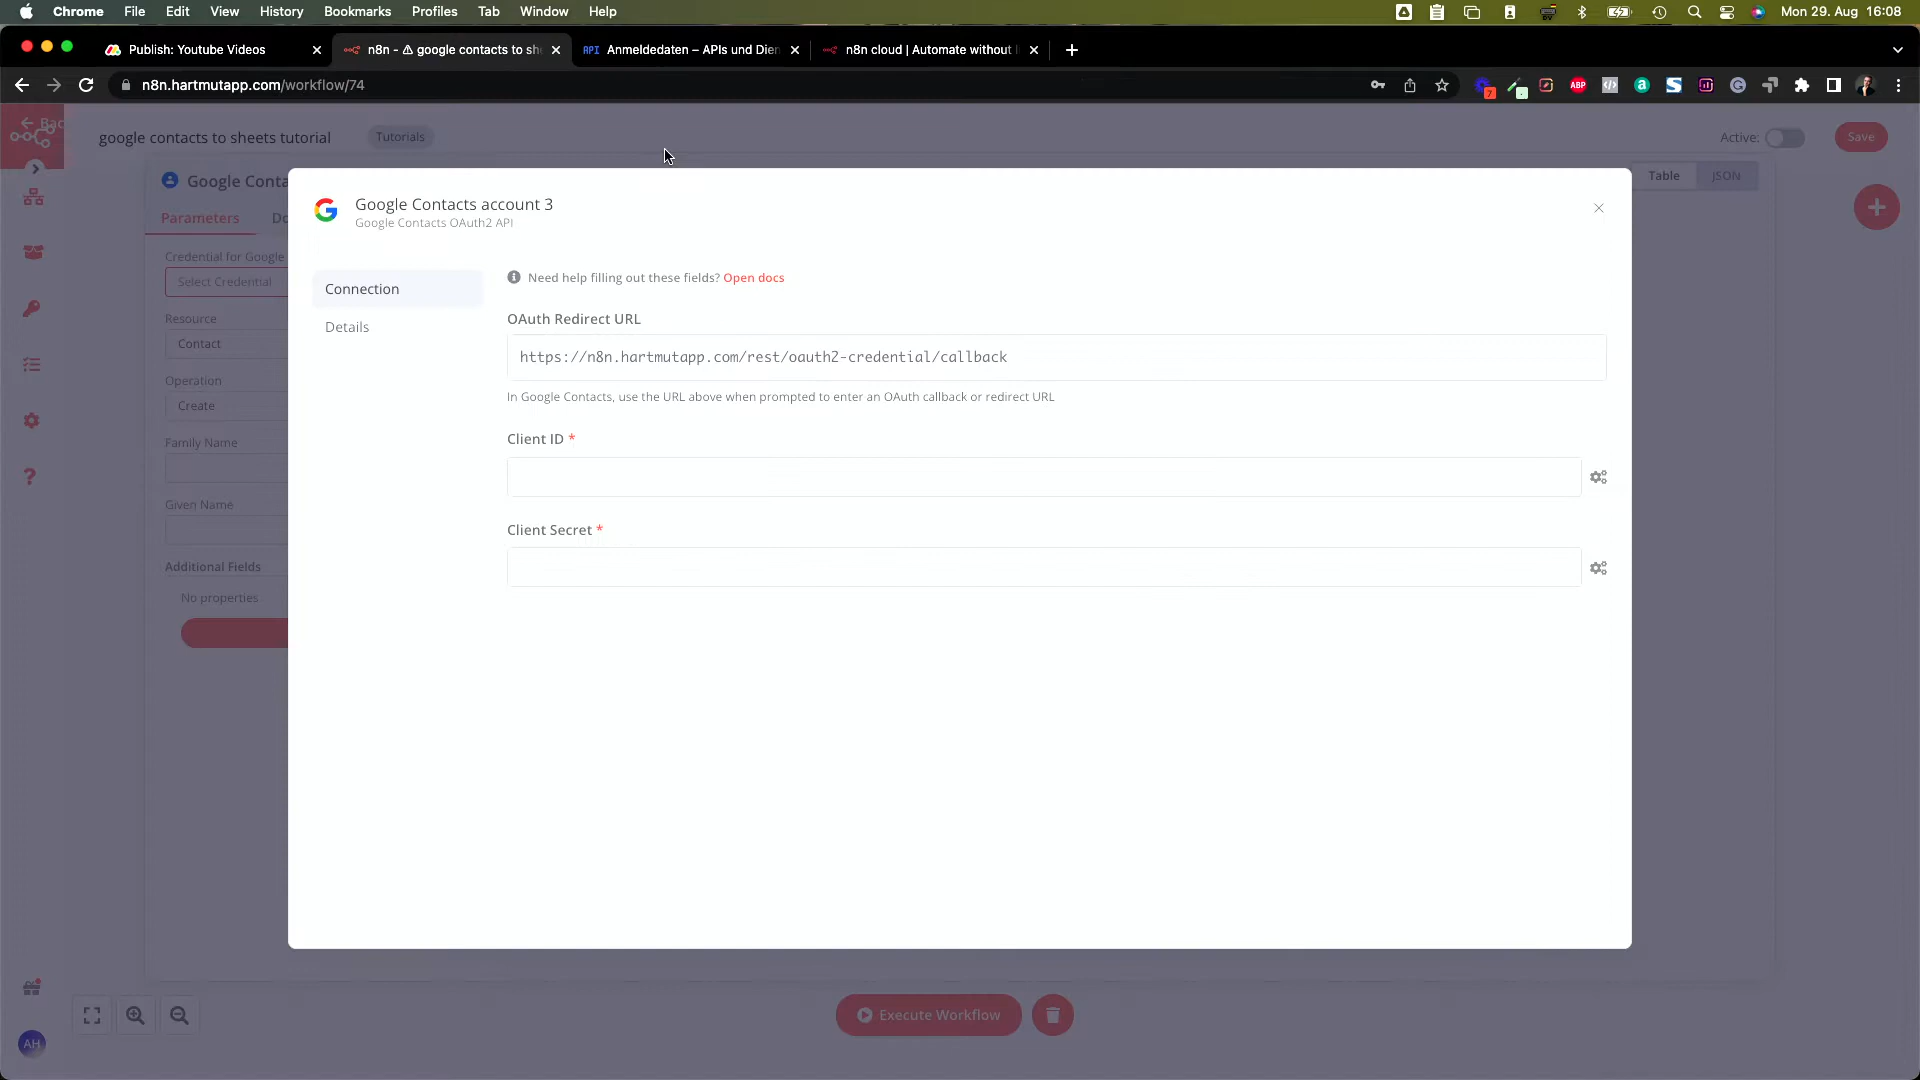 Chrome File Edit View History Bookmarks Profiles Tab Window Help Mon 29. Aug 16:08
Publish: Youtube Videos n8n - ⚠ google contacts to she API Anmeldedaten – APIs und Dien n8n cloud | Automate without l
n8n.hartmutapp.com/workflow/74 7 ABP
Bac
google contacts to sheets tutorial Tutorials Active: Save
Google Conta Table JSON
Parameters Do
Credential for Google
Select Credential
Resource
Contact
Operation
Create
Family Name
Given Name
Additional Fields
No properties
Google Contacts account 3
Google Contacts OAuth2 API
Connection
Details
Need help filling out these fields? Open docs
OAuth Redirect URL
https://n8n.hartmutapp.com/rest/oauth2-credential/callback
In Google Contacts, use the URL above when prompted to enter an OAuth callback or redirect URL
Client ID *
Client Secret *
Execute Workflow
AH